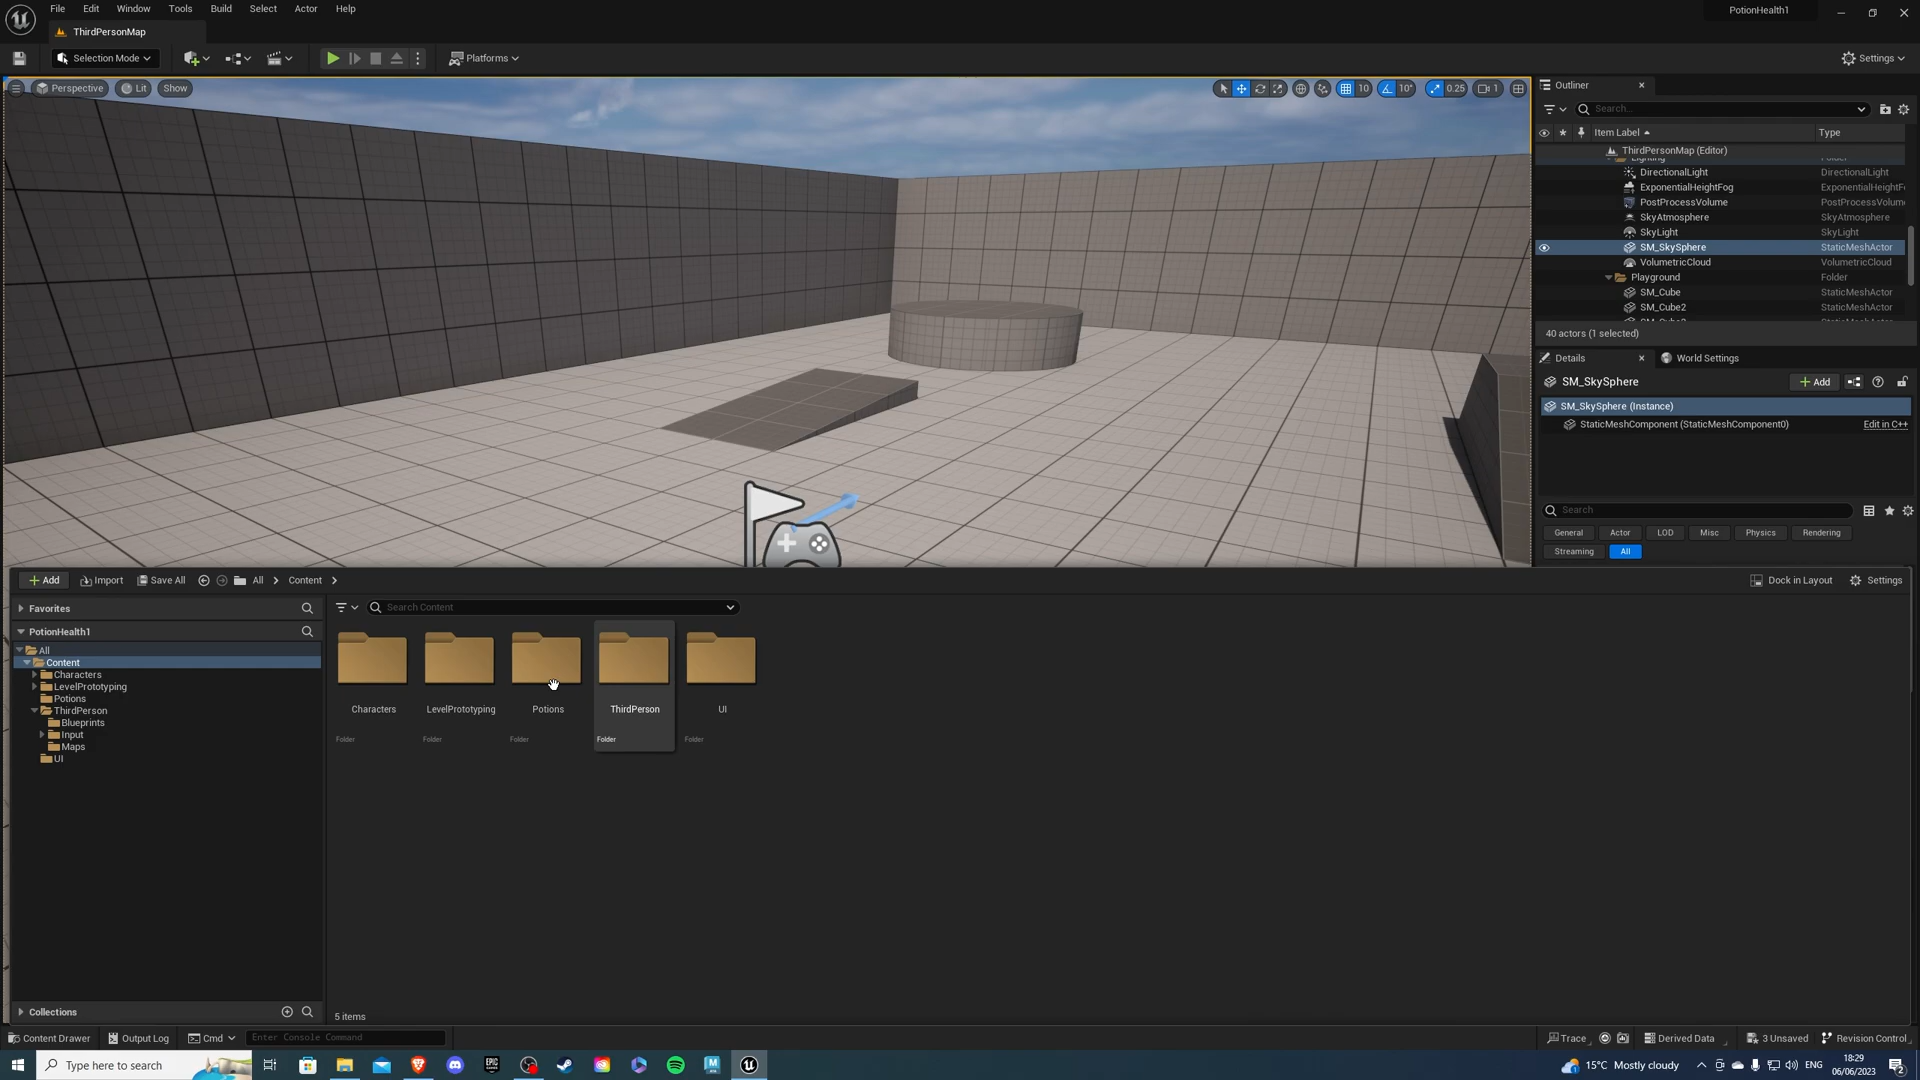 File Edit Window Tools Build Select Actor Help
PotionHealth1
ThirdPersonMap
Selection Mode
Platforms
Settings
Perspective Lit Show
10 10° 0.25 1
Outliner
Search...
Item Label Type
ThirdPersonMap (Editor)
DirectionalLight DirectionalLight
ExponentialHeightFog ExponentialHeightF
PostProcessVolume PostProcessVolum
SkyAtmosphere SkyAtmosphere
SkyLight SkyLight
SM_SkySphere StaticMeshActor
VolumetricCloud VolumetricCloud
Playground Folder
SM_Cube StaticMeshActor
SM_Cube2 StaticMeshActor
40 actors (1 selected)
Details World Settings
SM_SkySphere
Add
SM_SkySphere (Instance)
StaticMeshComponent (StaticMeshComponent0) Edit in C++
Search
General Actor LOD Misc Physics Rendering
Streaming All
Add Import Save All All Content
Dock in Layout Settings
Favorites
Search Content
PotionHealth1
All
Content
Characters
LevelPrototyping
Potions
ThirdPerson
Blueprints
Input
Maps
UI
Characters LevelPrototyping Potions ThirdPerson UI
Folder Folder Folder Folder Folder
Collections
5 items
Content Drawer Output Log Cmd Enter Console Command
Trace Derived Data 3 Unsaved Revision Control
Type here to search
15°C Mostly cloudy
ENG
18:29
06/06/2023
2